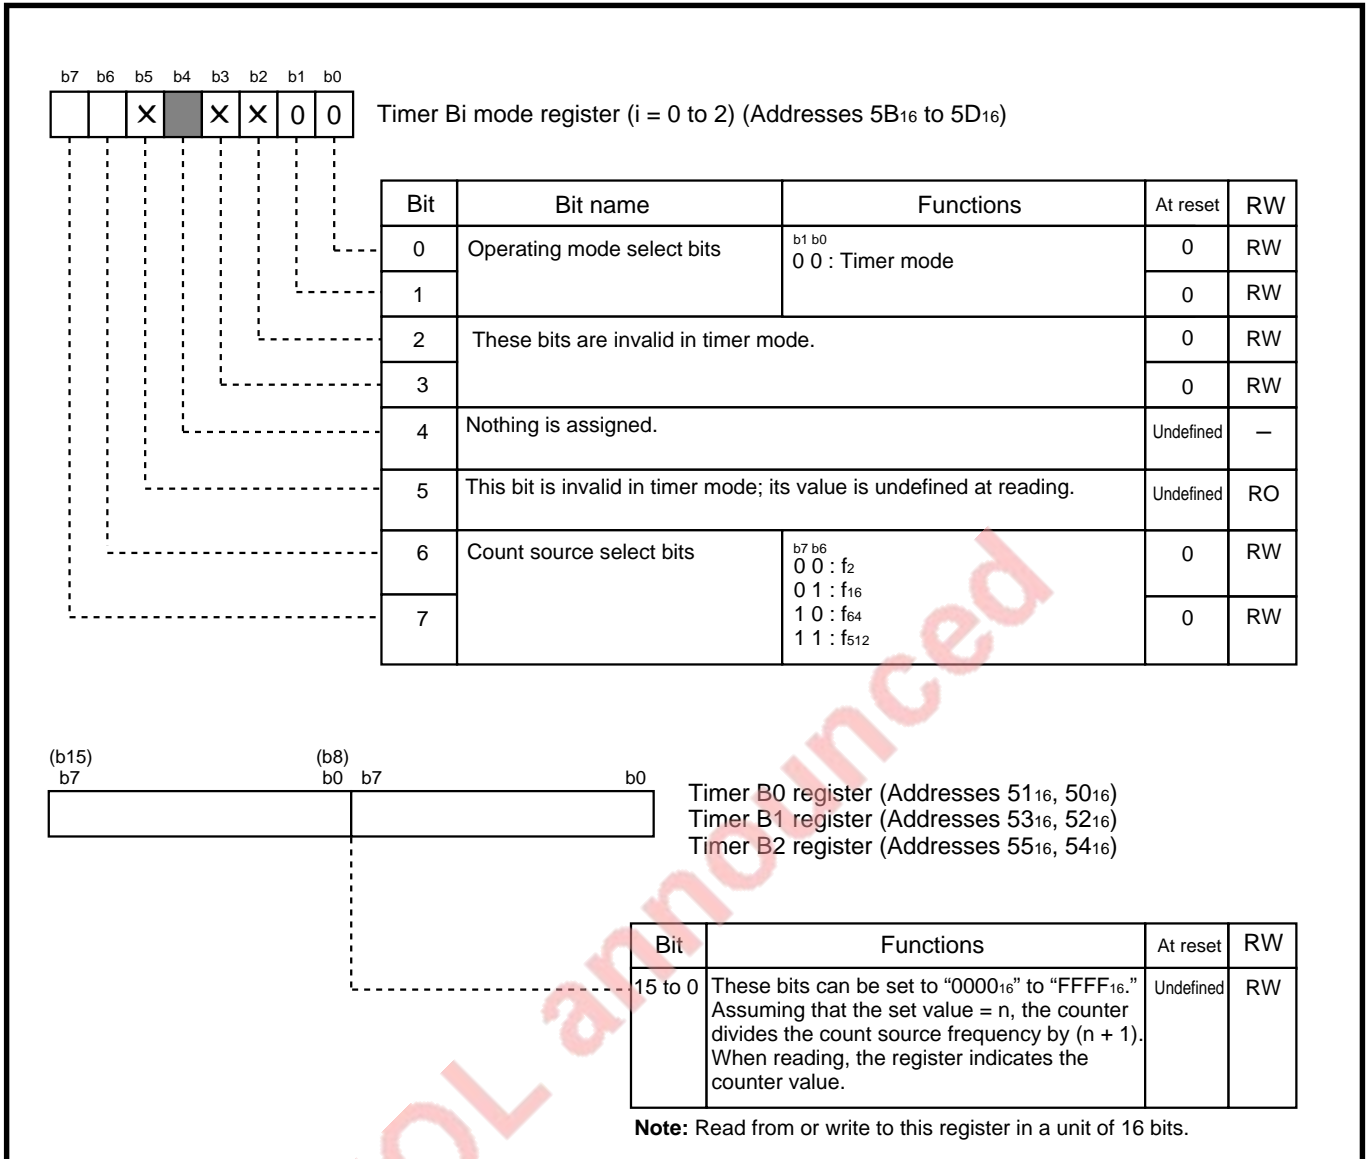 b7 b6 b5 b4 b3 b2 b1 b0
X X X 0 0
Timer Bi mode register (i = 0 to 2) (Addresses 5B16 to 5D16)
Bit Bit name Functions At reset RW
0 Operating mode select bits b1 b0 0 RW
0 0 : Timer mode
1 0 RW
2 These bits are invalid in timer mode. 0 RW
3 0 RW
4 Nothing is assigned. Undefined –
5 This bit is invalid in timer mode; its value is undefined at reading. Undefined RO
6 Count source select bits b7 b6 0 RW
0 0 : f2
0 1 : f16
7 1 0 : f64 0 RW
1 1 : f512
(b15) (b8)
b7 b0 b7 b0
Timer B0 register (Addresses 5116, 5016)
Timer B1 register (Addresses 5316, 5216)
Timer B2 register (Addresses 5516, 5416)
Bit Functions At reset RW
15 to 0 These bits can be set to “000016” to “FFFF16.” Undefined RW
Assuming that the set value = n, the counter
divides the count source frequency by (n + 1).
When reading, the register indicates the
counter value.
Note: Read from or write to this register in a unit of 16 bits.
OL announced